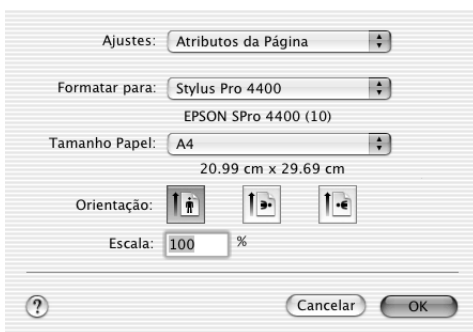 Ajustes: Atributos da Página
Formatar para: Stylus Pro 4400
EPSON SPro 4400 (10)
Tamanho Papel: A4
20.99 cm x 29.69 cm
Orientação:
Escala: 100 %
? Cancelar OK